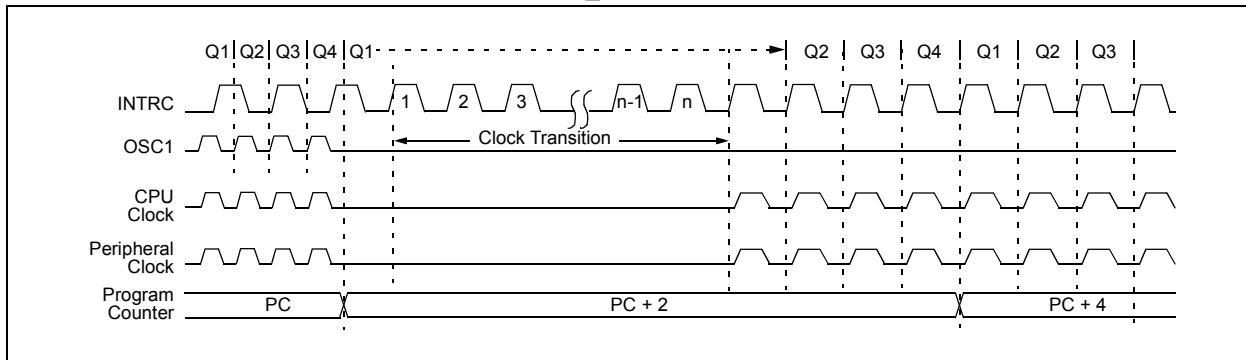 Q1 Q2 Q3 Q4 Q1 Q2 Q3 Q4 Q1 Q2 Q3
INTRC
1 2 3 n-1 n
Clock Transition
OSC1
CPU
Clock
Peripheral
Clock
Program
Counter
PC PC + 2 PC + 4